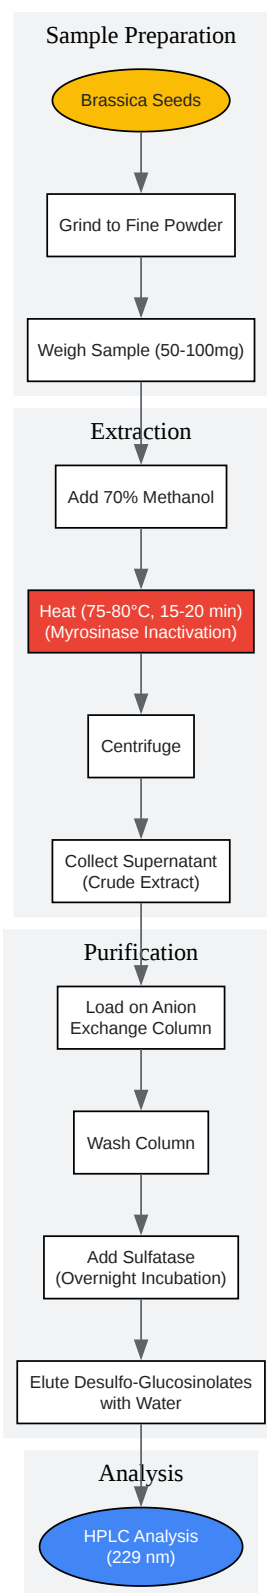 Sample Preparation
Brassica Seeds
Grind to Fine Powder
Weigh Sample (50-100mg)
Extraction
Add 70% Methanol
Heat (75-80°C, 15-20 min)
(Myrosinase Inactivation)
Centrifuge
Collect Supernatant
(Crude Extract)
Purification
Load on Anion
Exchange Column
Wash Column
Add Sulfatase
(Overnight Incubation)
Elute Desulfo-Glucosinolates
with Water
Analysis
HPLC Analysis
(229 nm)